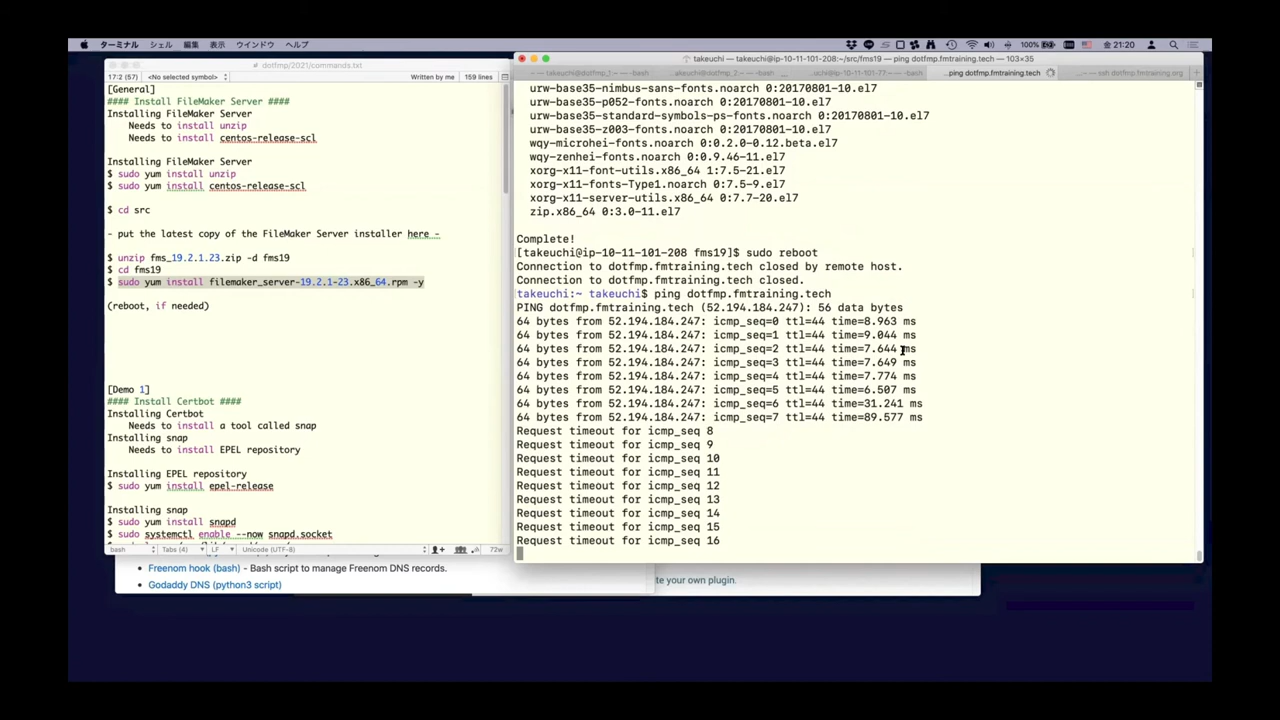 ターミナル シェル 編集 表示 ウインドウ ヘルプ
100% 金 21:20
dotfmp/2021/commands.txt
17:2 (57) <No selected symbol> Written by me 159 lines
[General]
#### Install FileMaker Server ####
Installing FileMaker Server
Needs to install unzip
Needs to install centos-release-scl
Installing FileMaker Server
$ sudo yum install unzip
$ sudo yum install centos-release-scl
$ cd src
- put the latest copy of the FileMaker Server installer here -
$ unzip fms_19.2.1.23.zip -d fms19
$ cd fms19
$ sudo yum install filemaker_server-19.2.1-23.x86_64.rpm -y
(reboot, if needed)
[Demo 1]
#### Install Certbot ####
Installing Certbot
Needs to install a tool called snap
Installing snap
Needs to install EPEL repository
Installing EPEL repository
$ sudo yum install epel-release
Installing snap
$ sudo yum install snapd
$ sudo systemctl enable --now snapd.socket
bash Tabs (4) LF Unicode (UTF-8) 72w
Freenom hook (bash) - Bash script to manage Freenom DNS records.
Godaddy DNS (python3 script)
te your own plugin.
takeuchi — takeuchi@ip-10-11-101-208:~/src/fms19 — ping dotfmp.fmtraining.tech — 103×35
...ping dotfmp.fmtraining.tech
urw-base35-nimbus-sans-fonts.noarch 0:20170801-10.el7
urw-base35-p052-fonts.noarch 0:20170801-10.el7
urw-base35-standard-symbols-ps-fonts.noarch 0:20170801-10.el7
urw-base35-z003-fonts.noarch 0:20170801-10.el7
wqy-microhei-fonts.noarch 0:0.2.0-0.12.beta.el7
wqy-zenhei-fonts.noarch 0:0.9.46-11.el7
xorg-x11-font-utils.x86_64 1:7.5-21.el7
xorg-x11-fonts-Type1.noarch 0:7.5-9.el7
xorg-x11-server-utils.x86_64 0:7.7-20.el7
zip.x86_64 0:3.0-11.el7
Complete!
[takeuchi@ip-10-11-101-208 fms19]$ sudo reboot
Connection to dotfmp.fmtraining.tech closed by remote host.
Connection to dotfmp.fmtraining.tech closed.
takeuchi:~ takeuchi$ ping dotfmp.fmtraining.tech
PING dotfmp.fmtraining.tech (52.194.184.247): 56 data bytes
64 bytes from 52.194.184.247: icmp_seq=0 ttl=44 time=8.963 ms
64 bytes from 52.194.184.247: icmp_seq=1 ttl=44 time=9.044 ms
64 bytes from 52.194.184.247: icmp_seq=2 ttl=44 time=7.644 ms
64 bytes from 52.194.184.247: icmp_seq=3 ttl=44 time=7.649 ms
64 bytes from 52.194.184.247: icmp_seq=4 ttl=44 time=7.774 ms
64 bytes from 52.194.184.247: icmp_seq=5 ttl=44 time=6.507 ms
64 bytes from 52.194.184.247: icmp_seq=6 ttl=44 time=31.241 ms
64 bytes from 52.194.184.247: icmp_seq=7 ttl=44 time=89.577 ms
Request timeout for icmp_seq 8
Request timeout for icmp_seq 9
Request timeout for icmp_seq 10
Request timeout for icmp_seq 11
Request timeout for icmp_seq 12
Request timeout for icmp_seq 13
Request timeout for icmp_seq 14
Request timeout for icmp_seq 15
Request timeout for icmp_seq 16